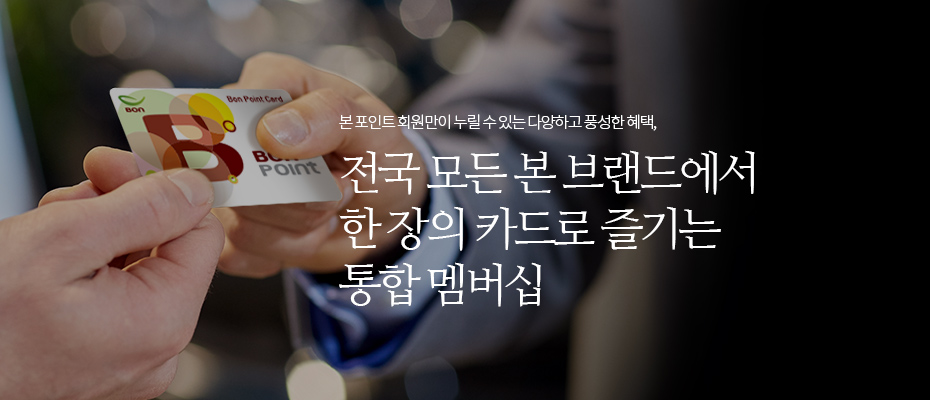 BON
Bon Point Card
B
BON
POINT
본 포인트 회원만이 누릴 수 있는 다양하고 풍성한 혜택,
전국 모든 본 브랜드에서
한 장의 카드로 즐기는
통합 멤버십